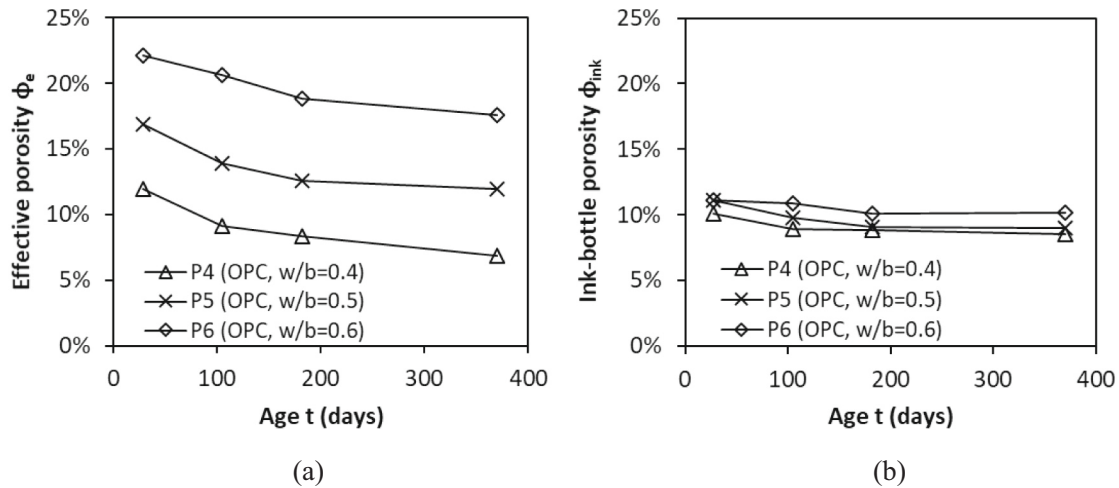 25%
20%
15%
10%
5%
0%
Effective porosity Φe
P4 (OPC, w/b=0.4)
P5 (OPC, w/b=0.5)
P6 (OPC, w/b=0.6)
0 100 200 300 400
Age t (days)
(a)
25%
20%
15%
10%
5%
0%
Ink-bottle porosity Φink
P4 (OPC, w/b=0.4)
P5 (OPC, w/b=0.5)
P6 (OPC, w/b=0.6)
0 100 200 300 400
Age t (days)
(b)